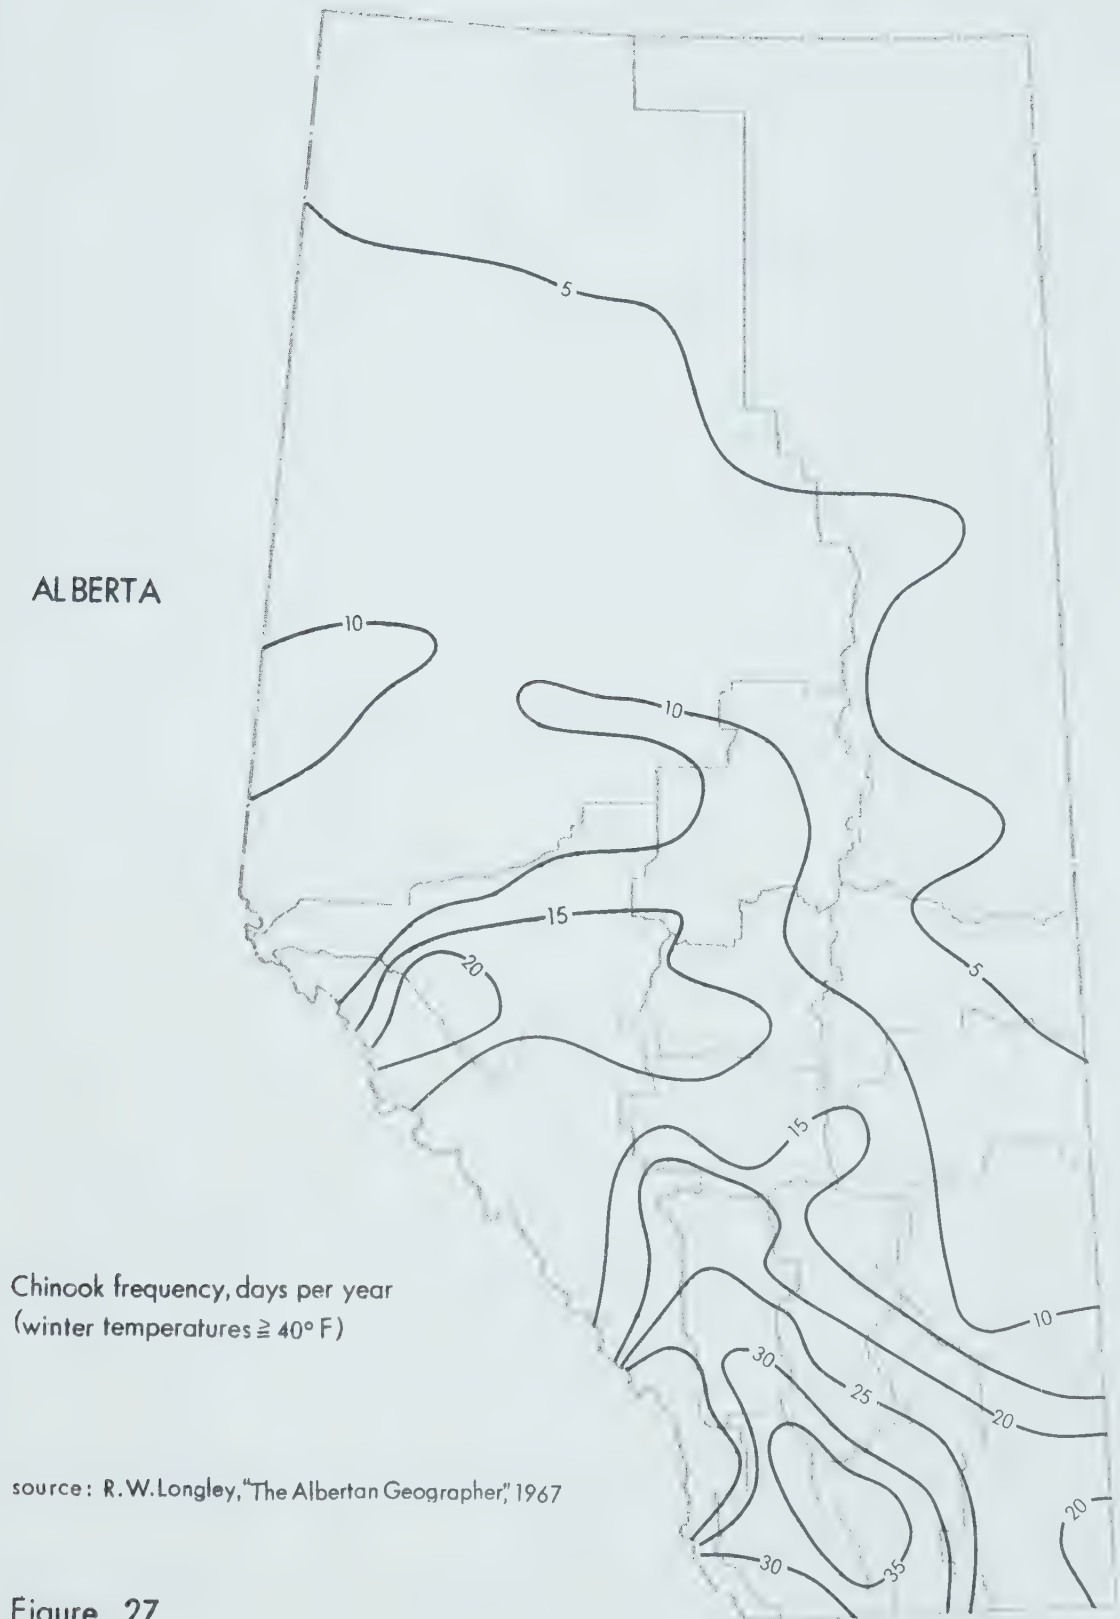 5
ALBERTA
10
10
15
20
5
15
Chinook frequency, days per year
(winter temperatures ≧ 40° F)
10
30
25
20
source: R.W.Longley, "The Albertan Geographer", 1967
20
30
35
Figure 27